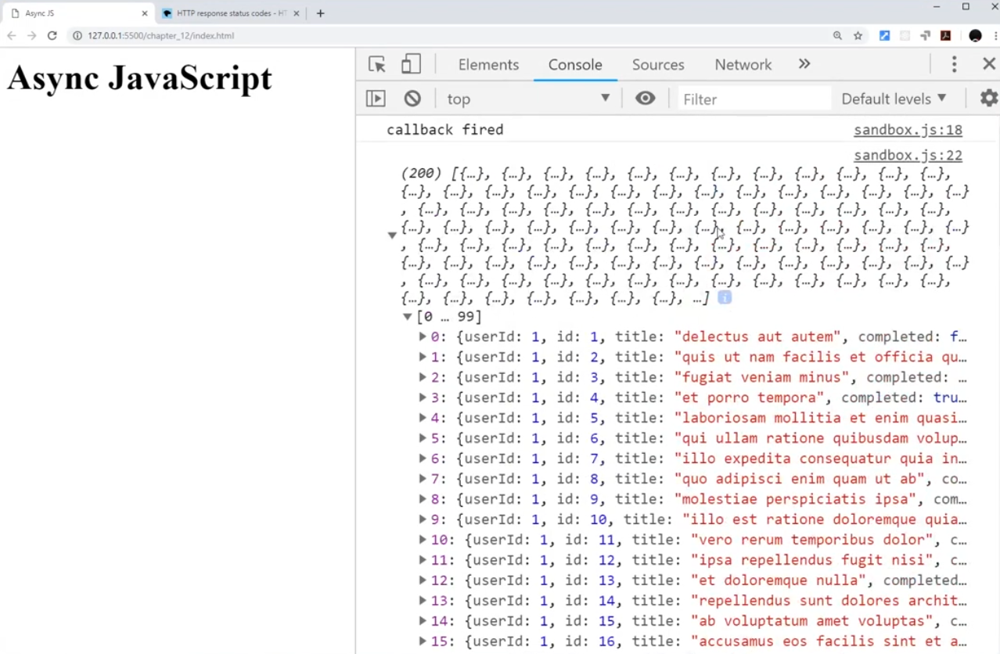 Async JS
HTTP response status codes - HT
127.0.0.1:5500/chapter_12/index.html
Async JavaScript
Elements Console Sources Network
top Filter Default levels
callback fired sandbox.js:18
sandbox.js:22
(200) [{…}, {…}, {…}, {…}, {…}, {…}, {…}, {…}, {…}, {…}, {…}, {…},
{…}, {…}, {…}, {…}, {…}, {…}, {…}, {…}, {…}, {…}, {…}, {…}, {…}, {…}
, {…}, {…}, {…}, {…}, {…}, {…}, {…}, {…}, {…}, {…}, {…}, {…}, {…},
{…}, {…}, {…}, {…}, {…}, {…}, {…}, {…}, {…}, {…}, {…}, {…}, {…}, {…}
, {…}, {…}, {…}, {…}, {…}, {…}, {…}, {…}, {…}, {…}, {…}, {…}, {…},
{…}, {…}, {…}, {…}, {…}, {…}, {…}, {…}, {…}, {…}, {…}, {…}, {…}, {…}
, {…}, {…}, {…}, {…}, {…}, {…}, {…}, {…}, {…}, {…}, {…}, {…}, {…},
{…}, {…}, {…}, {…}, {…}, {…}, {…}, …] i
[0 … 99]
0: {userId: 1, id: 1, title: "delectus aut autem", completed: f…
1: {userId: 1, id: 2, title: "quis ut nam facilis et officia qu…
2: {userId: 1, id: 3, title: "fugiat veniam minus", completed: …
3: {userId: 1, id: 4, title: "et porro tempora", completed: tru…
4: {userId: 1, id: 5, title: "laboriosam mollitia et enim quasi…
5: {userId: 1, id: 6, title: "qui ullam ratione quibusdam volup…
6: {userId: 1, id: 7, title: "illo expedita consequatur quia in…
7: {userId: 1, id: 8, title: "quo adipisci enim quam ut ab", co…
8: {userId: 1, id: 9, title: "molestiae perspiciatis ipsa", com…
9: {userId: 1, id: 10, title: "illo est ratione doloremque quia…
10: {userId: 1, id: 11, title: "vero rerum temporibus dolor", c…
11: {userId: 1, id: 12, title: "ipsa repellendus fugit nisi", c…
12: {userId: 1, id: 13, title: "et doloremque nulla", completed…
13: {userId: 1, id: 14, title: "repellendus sunt dolores archit…
14: {userId: 1, id: 15, title: "ab voluptatum amet voluptas", c…
15: {userId: 1, id: 16, title: "accusamus eos facilis sint et a…